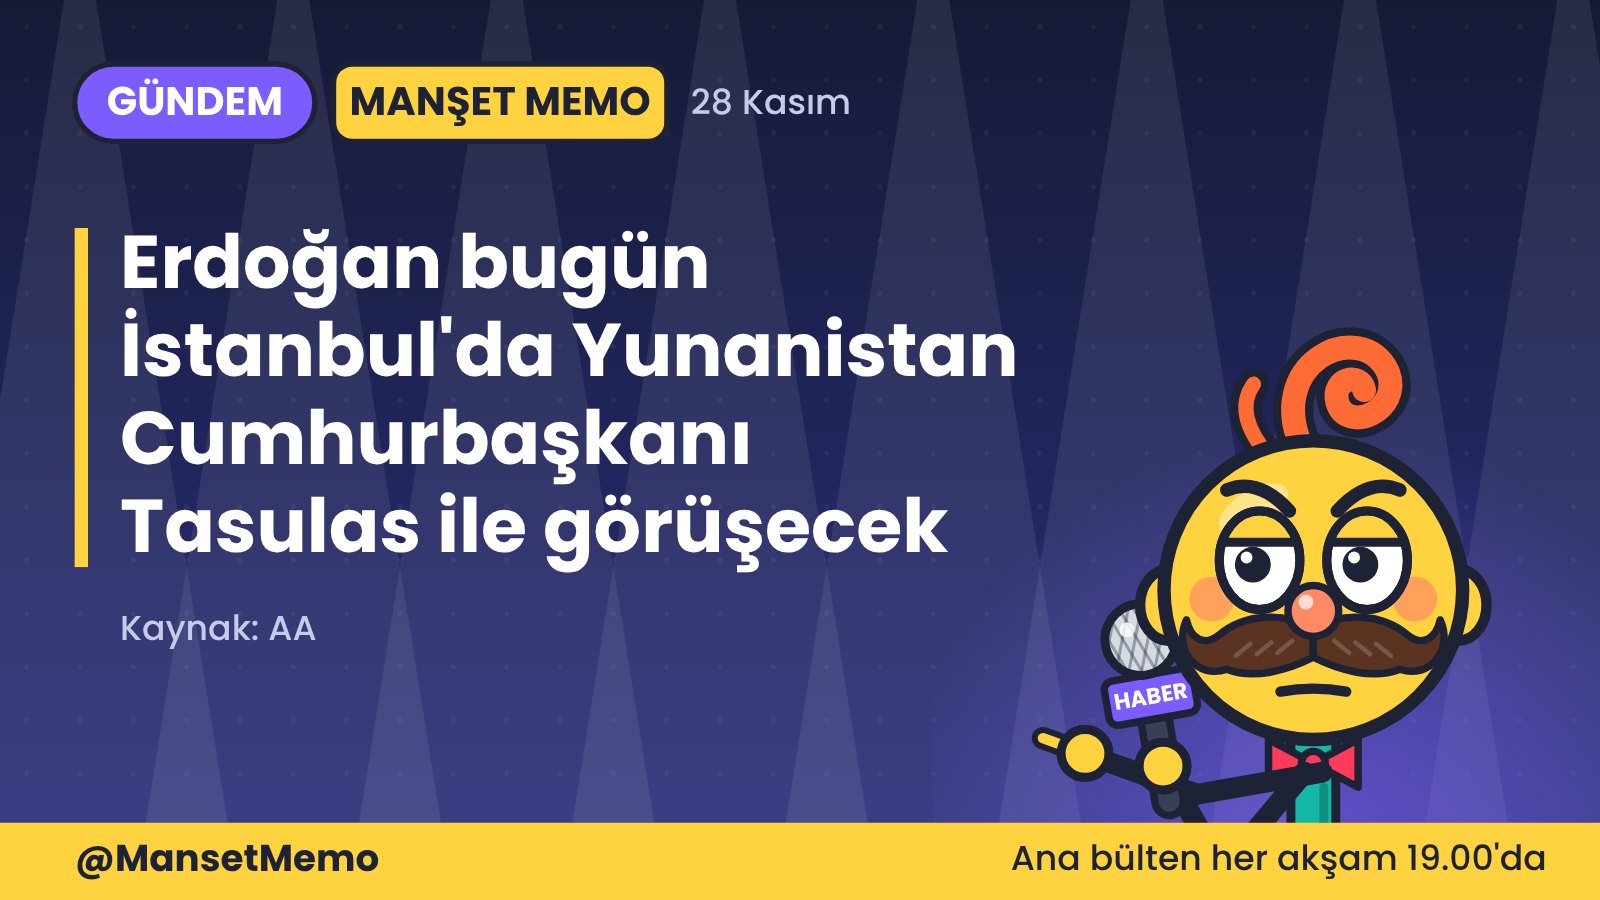 GÜNDEM MANŞET MEMO 28 Kasım
Erdoğan bugün
İstanbul'da Yunanistan
Cumhurbaşkanı
Tasulas ile görüşecek
Kaynak: AA
HABER
@MansetMemo
Ana bülten her akşam 19.00'da